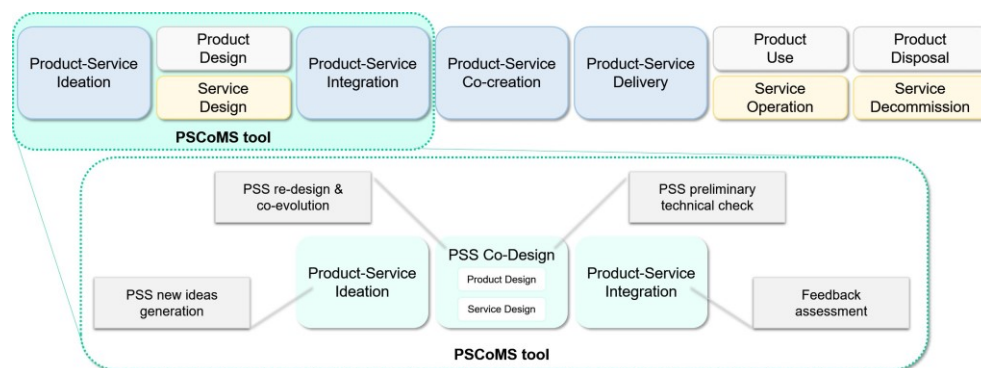 Product-Service
Ideation
Product
Design
Service
Design
Product-Service
Integration
Product-Service
Co-creation
Product-Service
Delivery
Product
Use
Service
Operation
Product
Disposal
Service
Decommission
PSCoMS tool
PSS re-design &
co-evolution
PSS preliminary
technical check
PSS new ideas
generation
Product-Service
Ideation
PSS Co-Design
Product Design
Service Design
Product-Service
Integration
Feedback
assessment
PSCoMS tool